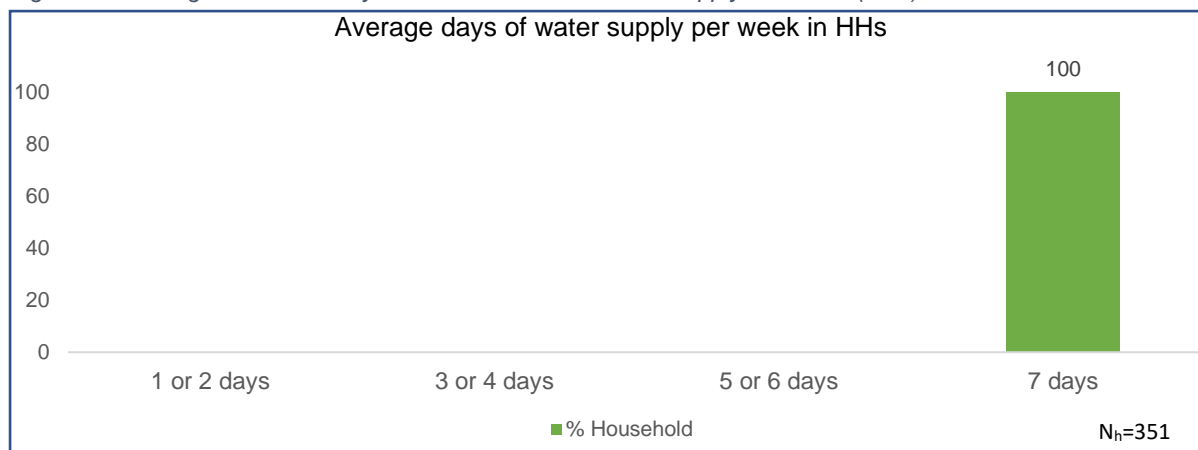 Average days of water supply per week in HHs
100
100
80
60
40
20
0
1 or 2 days
3 or 4 days
5 or 6 days
7 days
% Household
Nₕ=351